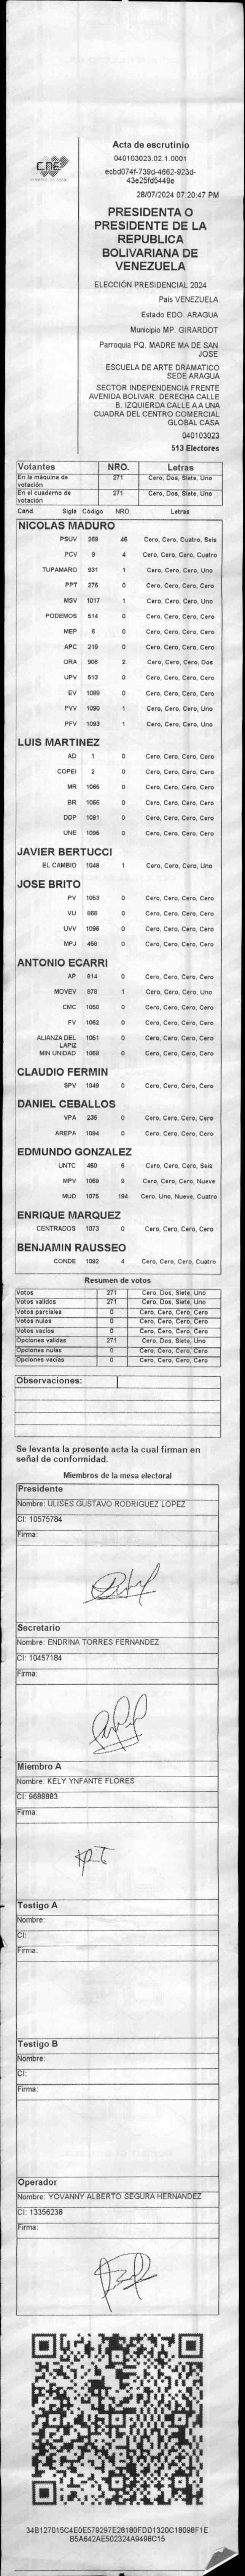 CNE
Acta de escrutinio
040103023.02.1.0001
ecbd074f-739d-4662-923d-
43e25fd5449e
28/07/2024 07:20:47 PM
PRESIDENTA O
PRESIDENTE DE LA
REPUBLICA
BOLIVARIANA DE
VENEZUELA
ELECCIÓN PRESIDENCIAL 2024
País VENEZUELA
Estado EDO. ARAGUA
Municipio MP. GIRARDOT
Parroquia PQ. MADRE MA DE SAN
JOSE
ESCUELA DE ARTE DRAMATICO
SEDE ARAGUA
SECTOR INDEPENDENCIA FRENTE
AVENIDA BOLIVAR. DERECHA CALLE
B. IZQUIERDA CALLE A A UNA
CUADRA DEL CENTRO COMERCIAL
GLOBAL CASA
040103023
513 Electores
Votantes NRO. Letras
En la máquina de votación 271 Cero, Dos, Siete, Uno
En el cuaderno de votación 271 Cero, Dos, Siete, Uno
Cand. Sigla Código NRO. Letras
NICOLAS MADURO
PSUV 269 46 Cero, Cero, Cuatro, Seis
PCV 9 4 Cero, Cero, Cero, Cuatro
TUPAMARO 931 1 Cero, Cero, Cero, Uno
PPT 276 0 Cero, Cero, Cero, Cero
MSV 1017 1 Cero, Cero, Cero, Uno
PODEMOS 514 0 Cero, Cero, Cero, Cero
MEP 6 0 Cero, Cero, Cero, Cero
APC 219 0 Cero, Cero, Cero, Cero
ORA 906 2 Cero, Cero, Cero, Dos
UPV 513 0 Cero, Cero, Cero, Cero
EV 1089 0 Cero, Cero, Cero, Cero
PVV 1090 1 Cero, Cero, Cero, Uno
PFV 1093 1 Cero, Cero, Cero, Uno
LUIS MARTINEZ
AD 1 0 Cero, Cero, Cero, Cero
COPEI 2 0 Cero, Cero, Cero, Cero
MR 1065 0 Cero, Cero, Cero, Cero
BR 1066 0 Cero, Cero, Cero, Cero
DDP 1091 0 Cero, Cero, Cero, Cero
UNE 1095 0 Cero, Cero, Cero, Cero
JAVIER BERTUCCI
EL CAMBIO 1048 1 Cero, Cero, Cero, Uno
JOSE BRITO
PV 1053 0 Cero, Cero, Cero, Cero
VU 868 0 Cero, Cero, Cero, Cero
UVV 1096 0 Cero, Cero, Cero, Cero
MPJ 458 0 Cero, Cero, Cero, Cero
ANTONIO ECARRI
AP 614 0 Cero, Cero, Cero, Cero
MOVEV 878 1 Cero, Cero, Cero, Uno
CMC 1050 0 Cero, Cero, Cero, Cero
FV 1062 0 Cero, Cero, Cero, Cero
ALIANZA DEL LAPIZ 1051 0 Cero, Cero, Cero, Cero
MIN UNIDAD 1068 0 Cero, Cero, Cero, Cero
CLAUDIO FERMIN
SPV 1049 0 Cero, Cero, Cero, Cero
DANIEL CEBALLOS
VPA 236 0 Cero, Cero, Cero, Cero
AREPA 1094 0 Cero, Cero, Cero, Cero
EDMUNDO GONZALEZ
UNTC 460 6 Cero, Cero, Cero, Seis
MPV 1069 9 Cero, Cero, Cero, Nueve
MUD 1075 194 Cero, Uno, Nueve, Cuatro
ENRIQUE MARQUEZ
CENTRADOS 1073 0 Cero, Cero, Cero, Cero
BENJAMIN RAUSSEO
CONDE 1092 4 Cero, Cero, Cero, Cuatro
Resumen de votos
Votos 271 Cero, Dos, Siete, Uno
Votos validos 271 Cero, Dos, Siete, Uno
Votos parciales 0 Cero, Cero, Cero, Cero
Votos nulos 0 Cero, Cero, Cero, Cero
Votos vacios 0 Cero, Cero, Cero, Cero
Opciones validas 271 Cero, Dos, Siete, Uno
Opciones nulas 0 Cero, Cero, Cero, Cero
Opciones vacias 0 Cero, Cero, Cero, Cero
Observaciones:
Se levanta la presente acta la cual firman en
señal de conformidad.
Miembros de la mesa electoral
Presidente
Nombre: ULISES GUSTAVO RODRIGUEZ LOPEZ
CI: 10575784
Firma:
Secretario
Nombre: ENDRINA TORRES FERNANDEZ
CI: 10457184
Firma:
Miembro A
Nombre: KELY YNFANTE FLORES
CI: 9688883
Firma:
Testigo A
Nombre:
CI:
Firma:
Testigo B
Nombre:
CI:
Firma:
Operador
Nombre: YOVANNY ALBERTO SEGURA HERNANDEZ
CI: 13356238
Firma:
34B127015C4E0E579297E28180FDD1320C18098F1E
B5A642AE502324A9498C15